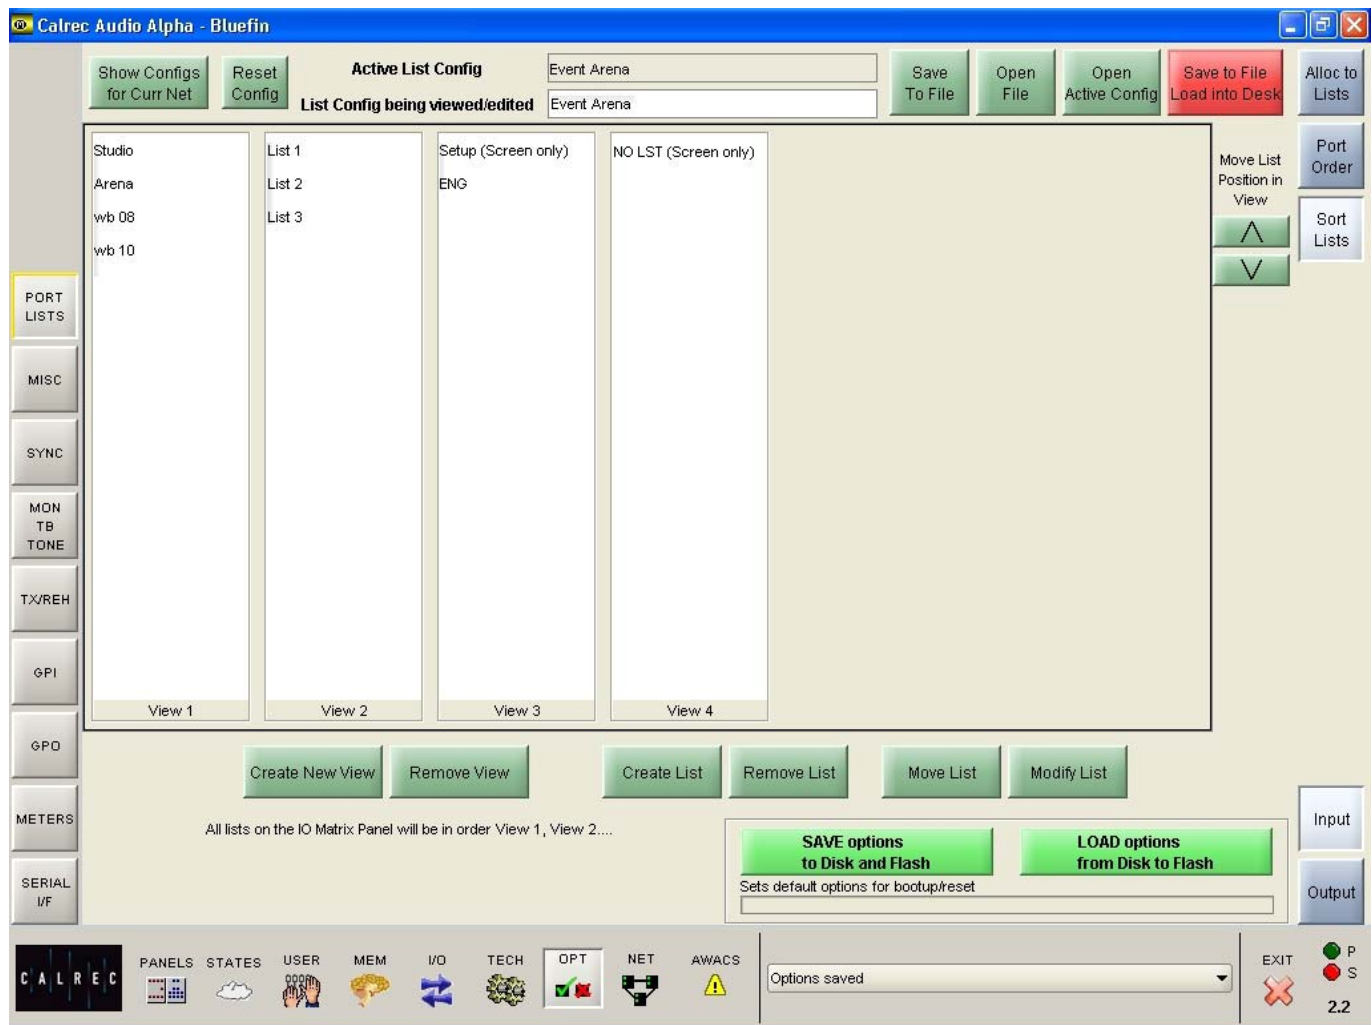 Calrec Audio Alpha - Bluefin
Show Configs
for Curr Net
Reset
Config
Active List Config
Event Arena
List Config being viewed/edited
Event Arena
Save
To File
Open
File
Open
Active Config
Save to File
Load into Desk
Alloc to
Lists
Port
Order
Sort
Lists
Studio
Arena
wb 08
wb 10
View 1
List 1
List 2
List 3
View 2
Setup (Screen only)
ENG
View 3
NO LST (Screen only)
View 4
Move List
Position in
View
PORT
LISTS
MISC
SYNC
MON
TB
TONE
TX/REH
GPI
GPO
METERS
SERIAL
I/F
Create New View
Remove View
Create List
Remove List
Move List
Modify List
All lists on the IO Matrix Panel will be in order View 1, View 2....
SAVE options
to Disk and Flash
LOAD options
from Disk to Flash
Sets default options for bootup/reset
Input
Output
CALREC
PANELS
STATES
USER
MEM
I/O
TECH
OPT
NET
AWACS
Options saved
EXIT
P
S
2.2